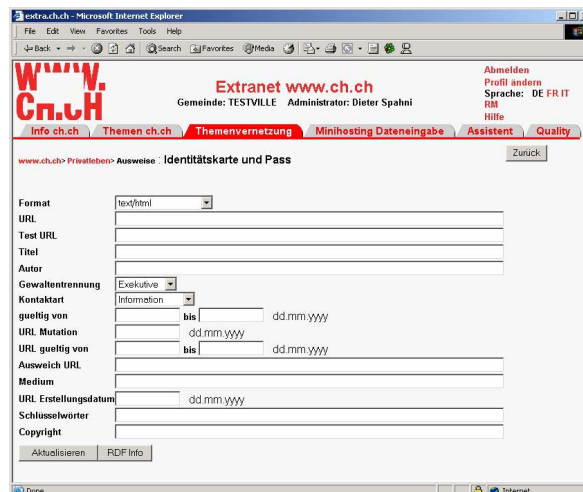 extra.ch.ch - Microsoft Internet Explorer
File Edit View Favorites Tools Help
Back Search Favorites Media
WWW.
Cn.cH
Extranet www.ch.ch
Gemeinde: TESTVILLE Administrator: Dieter Spahni
Abmelden
Profil ändern
Sprache: DE FR IT
RM
Hilfe
Info ch.ch Themen ch.ch Themenvernetzung Minihosting Dateneingabe Assistent Quality
www.ch.ch> Privatleben> Ausweise : Identitätskarte und Pass
Zurück
Format text/html
URL
Test URL
Titel
Autor
Gewaltentrennung Exekutive
Kontaktart Information
gueltig von bis dd.mm.yyyy
URL Mutation dd.mm.yyyy
URL gueltig von bis dd.mm.yyyy
Ausweich URL
Medium
URL Erstellungsdatum dd.mm.yyyy
Schlüsselwörter
Copyright
Aktualisieren RDF Info
Done Internet